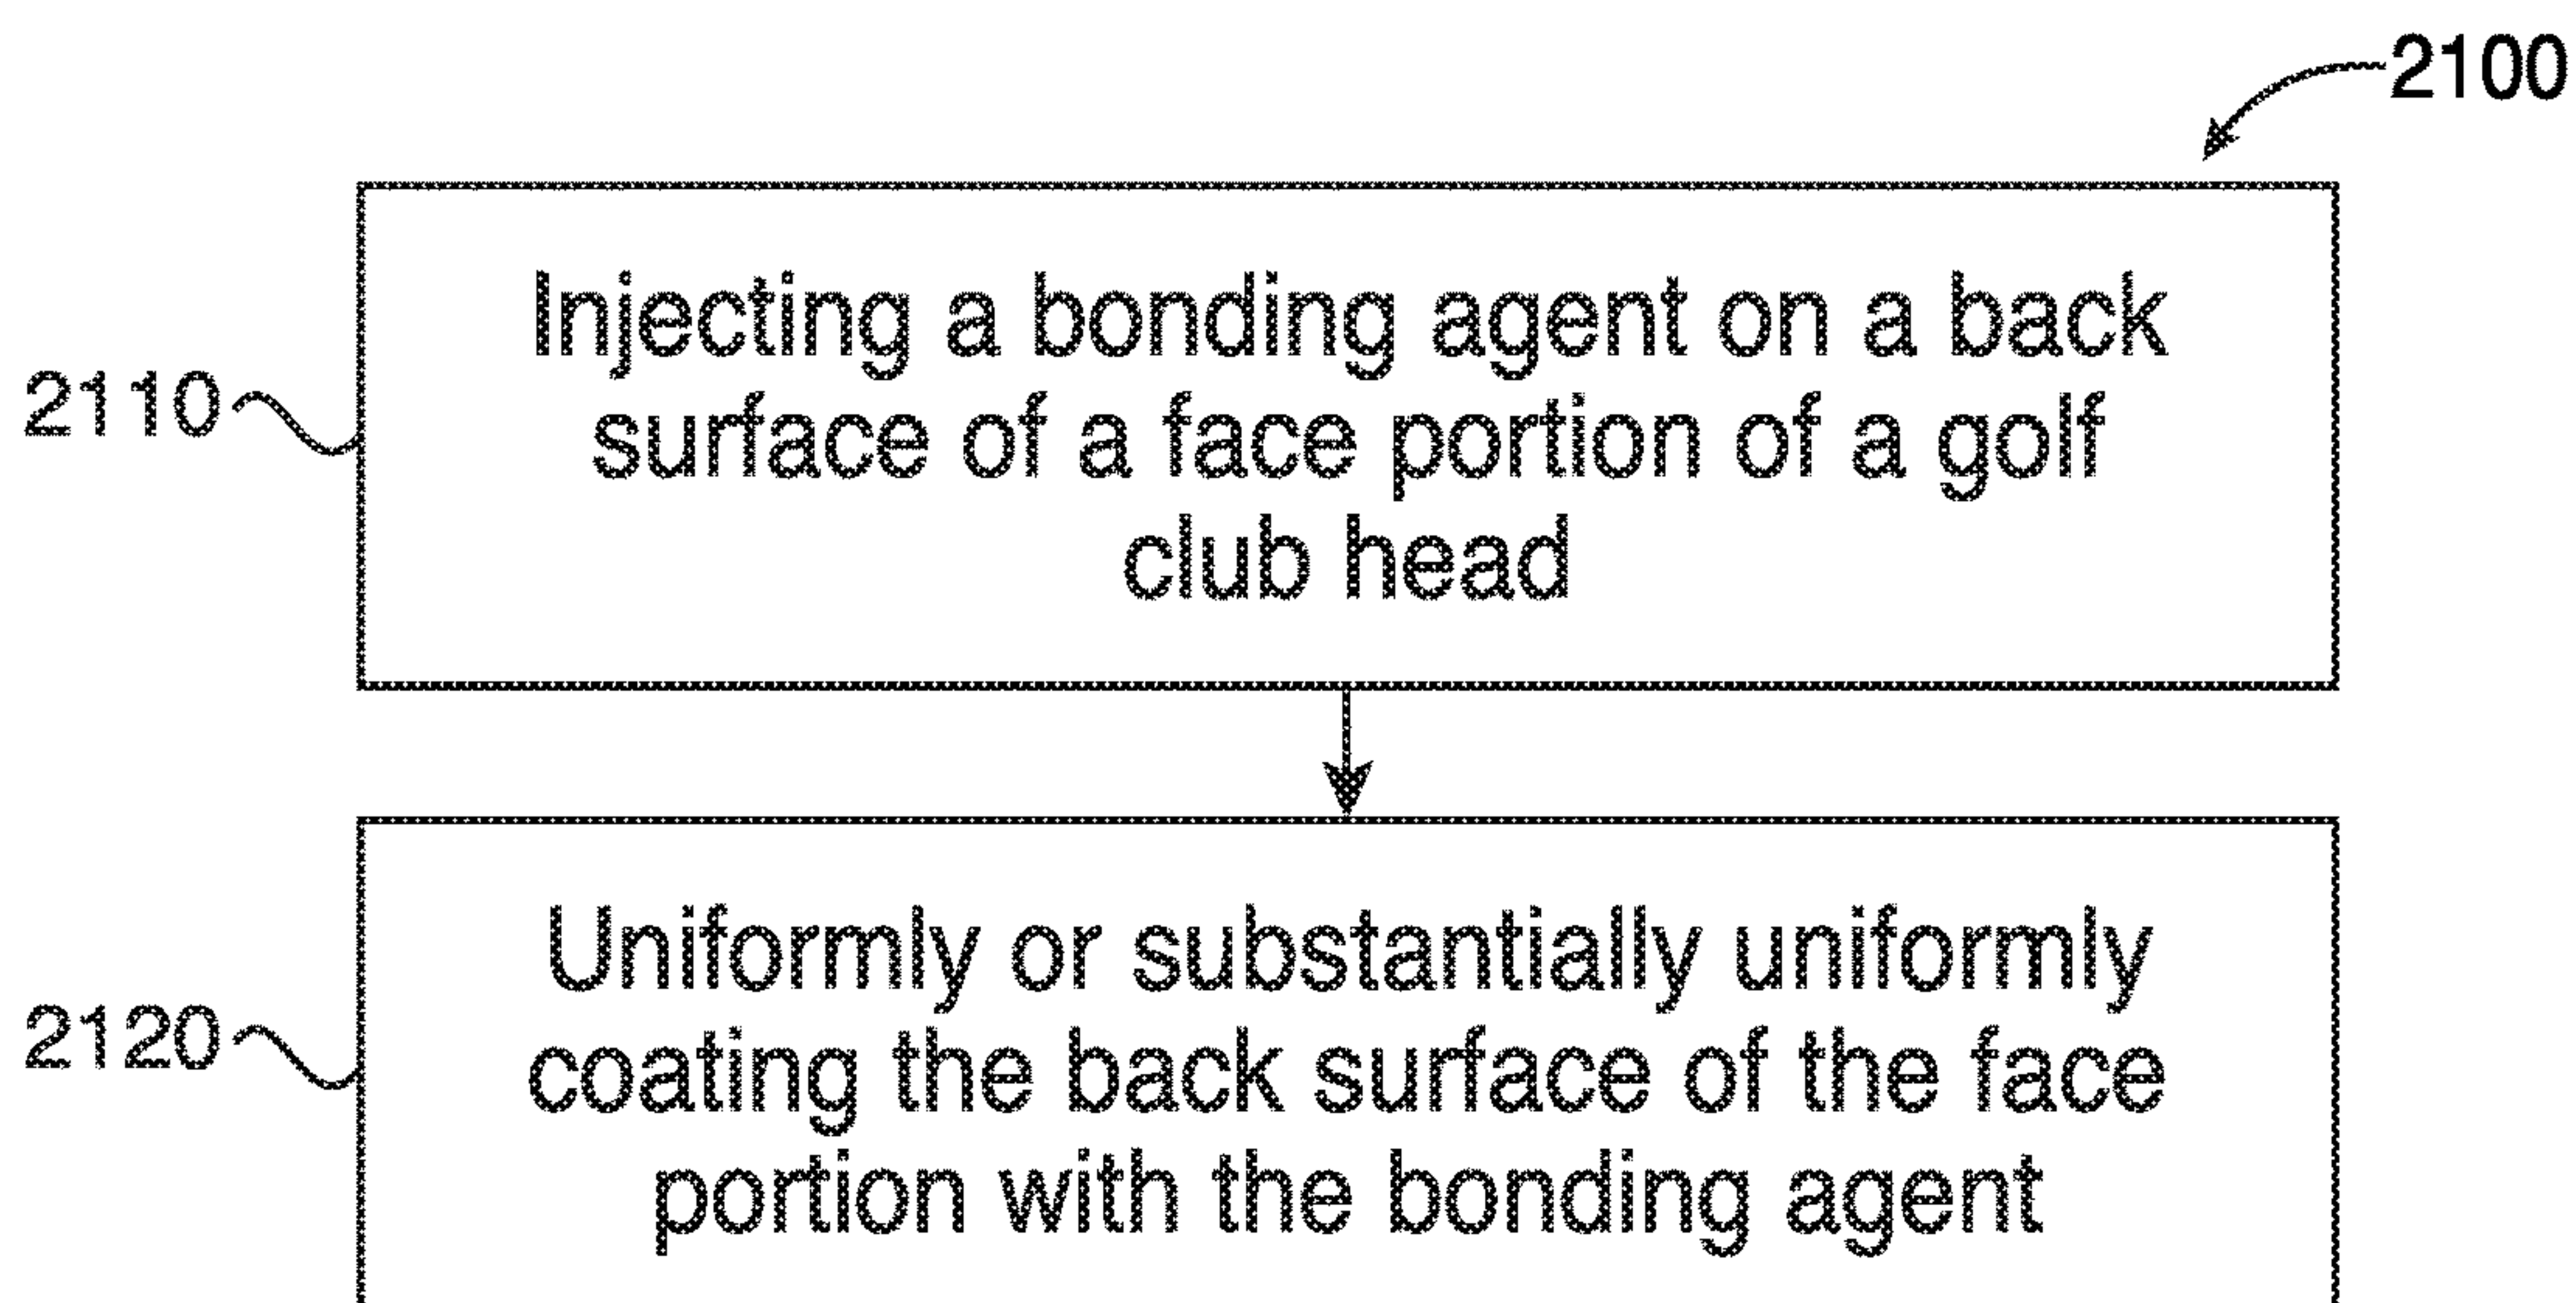 2100
Injecting a bonding agent on a back
surface of a face portion of a golf
club head
2110
Uniformly or substantially uniformly
coating the back surface of the face
portion with the bonding agent
2120